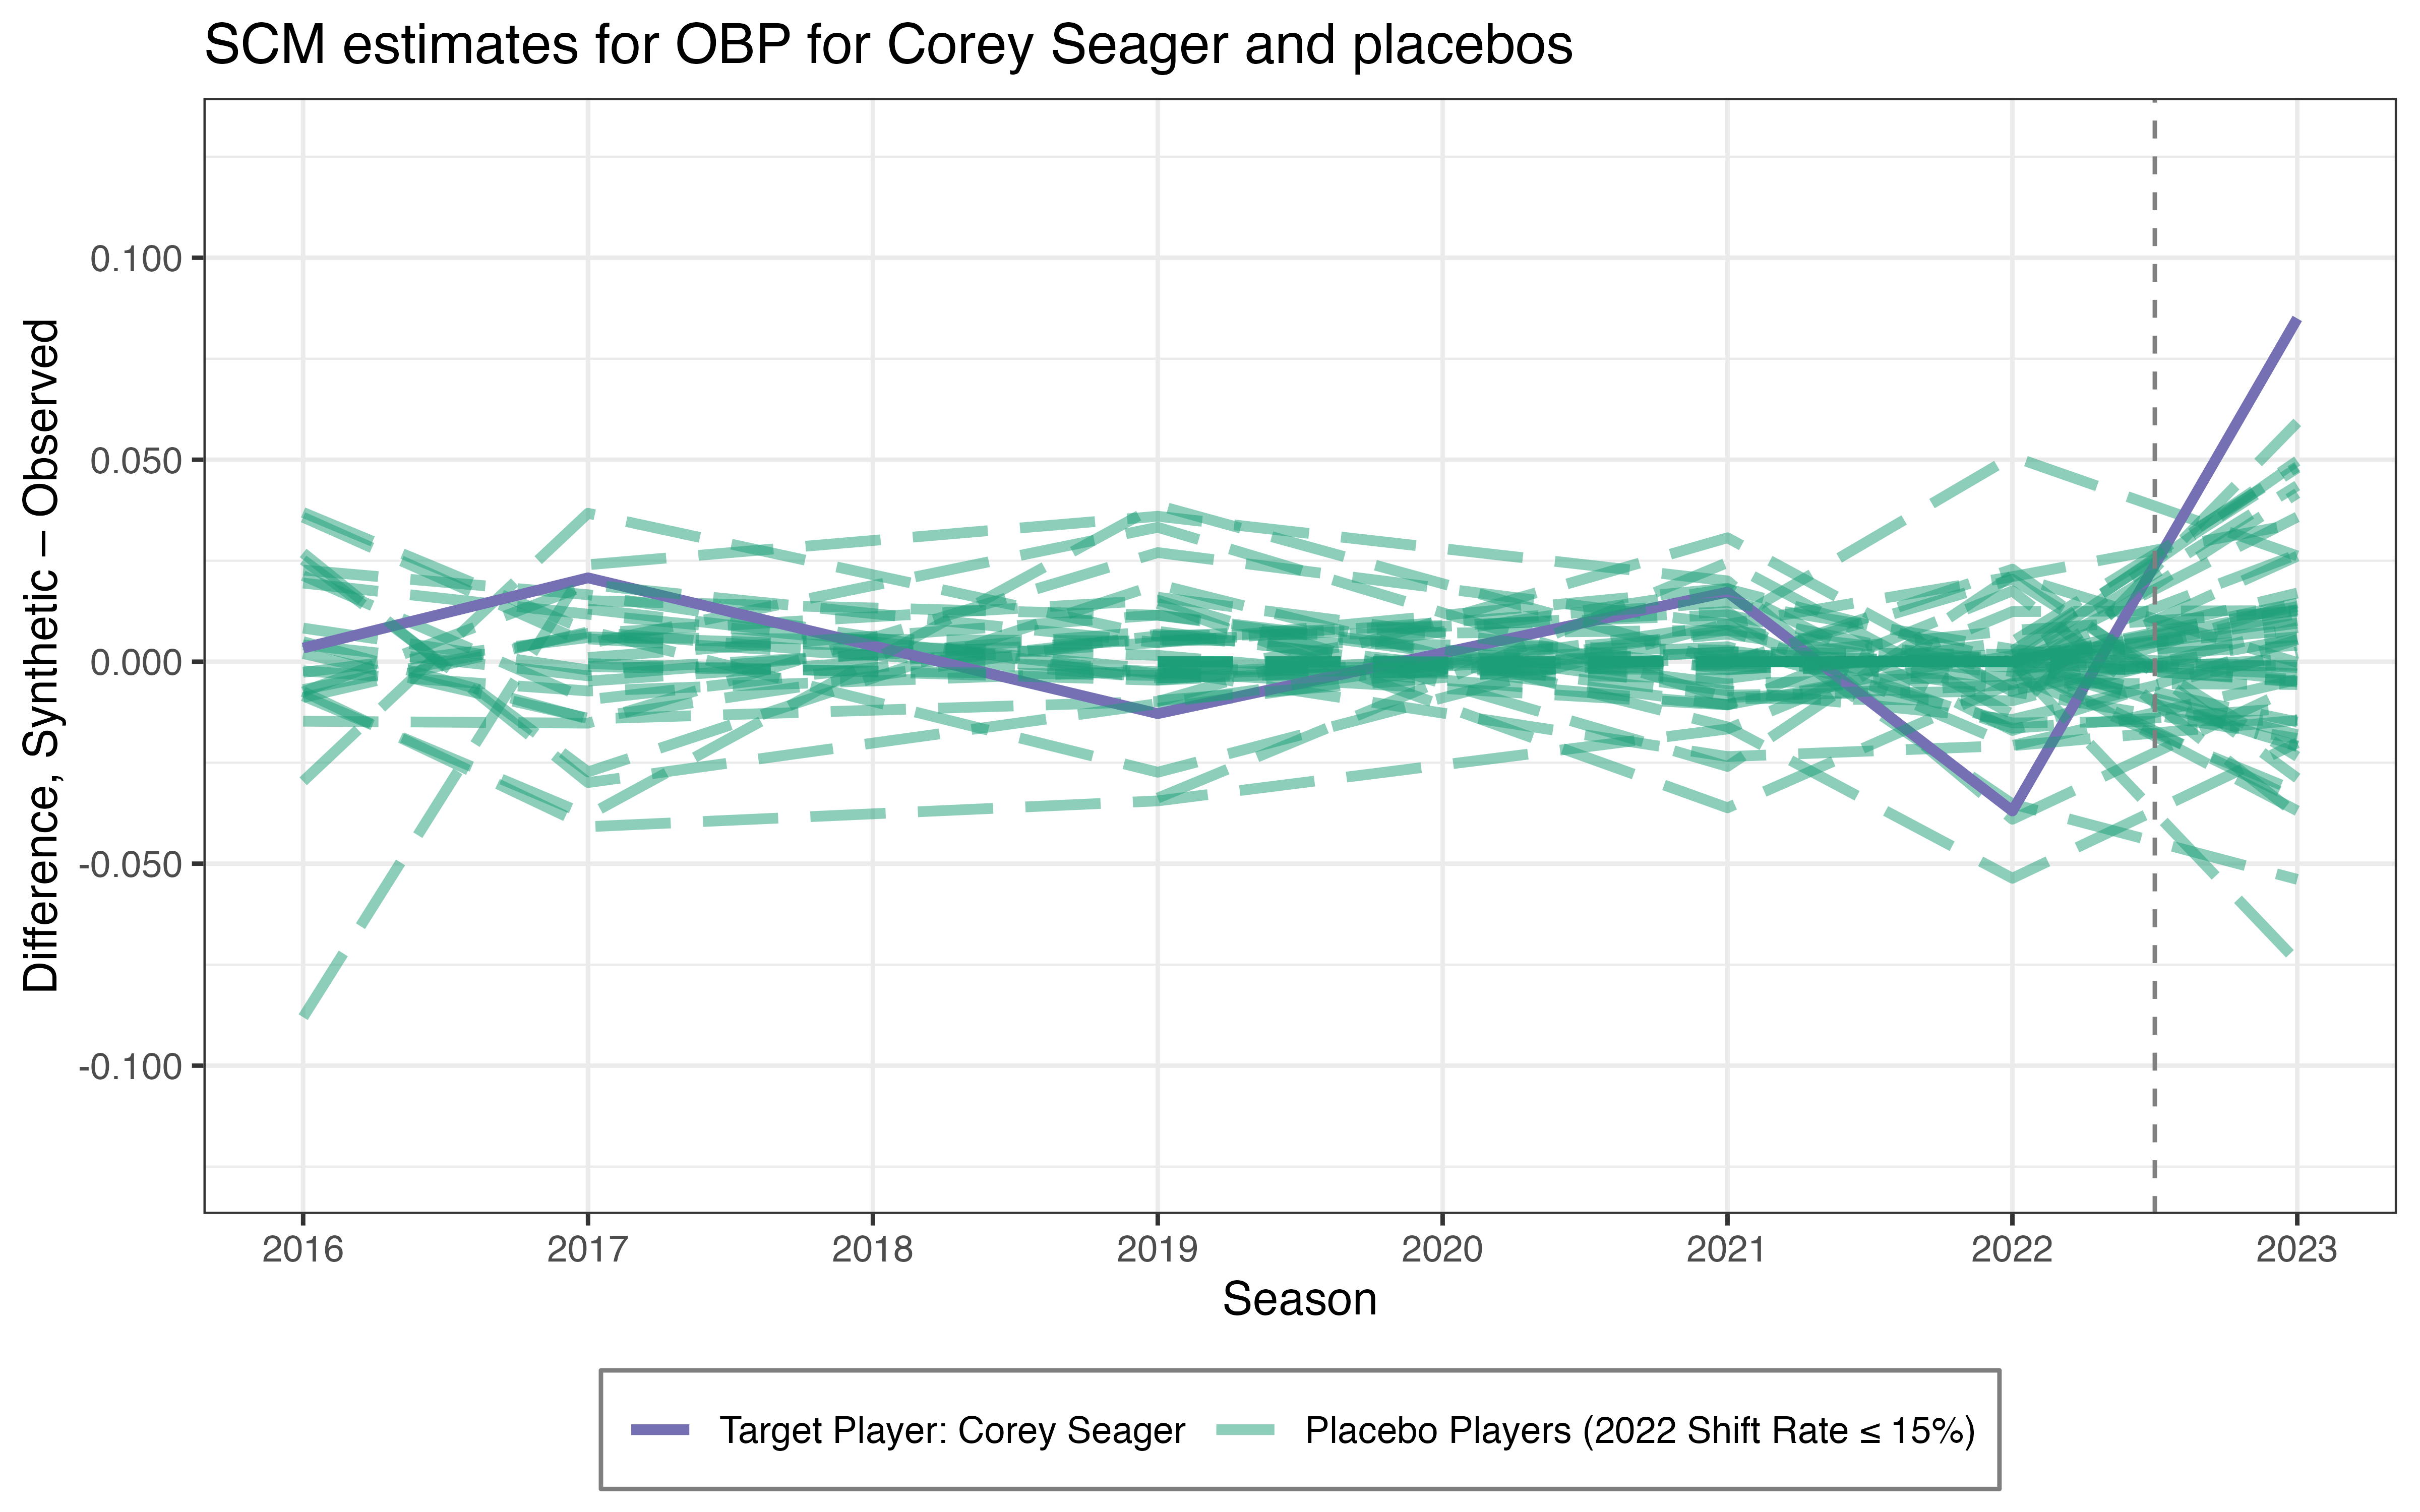 SCM estimates for OBP for Corey Seager and placebos
Difference, Synthetic – Observed
0.100
0.050
0.000
-0.050
-0.100
2016 2017 2018 2019 2020 2021 2022 2023
Season
Target Player: Corey Seager Placebo Players (2022 Shift Rate ≤ 15%)